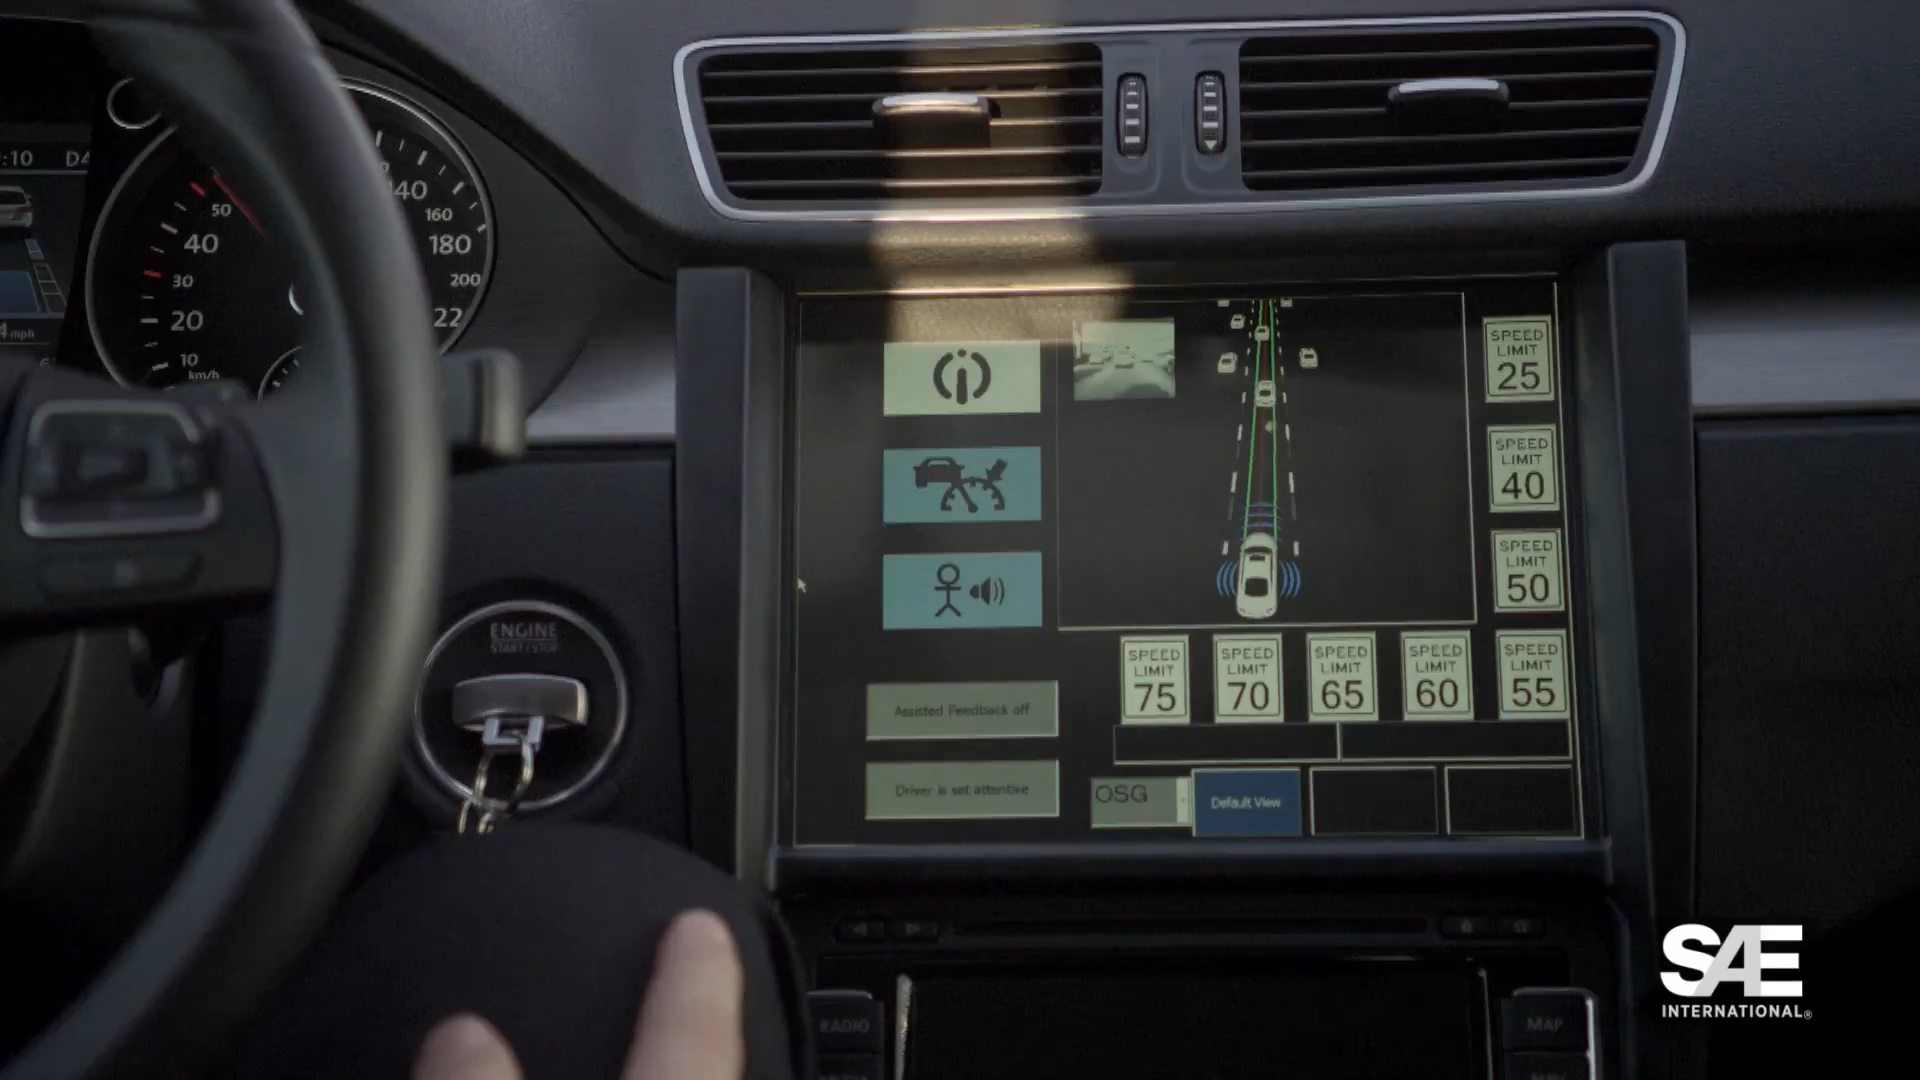 :10 D4
50
40
30
20
10
km/h
mph
140
160
180
200
22
ENGINE
START/STOP
SPEED
LIMIT
25
SPEED
LIMIT
40
SPEED
LIMIT
50
SPEED
LIMIT
75
SPEED
LIMIT
70
SPEED
LIMIT
65
SPEED
LIMIT
60
SPEED
LIMIT
55
Assisted Feedback off
Driver is set attentive
OSG
Default View
RADIO
MAP
SAE
INTERNATIONAL®